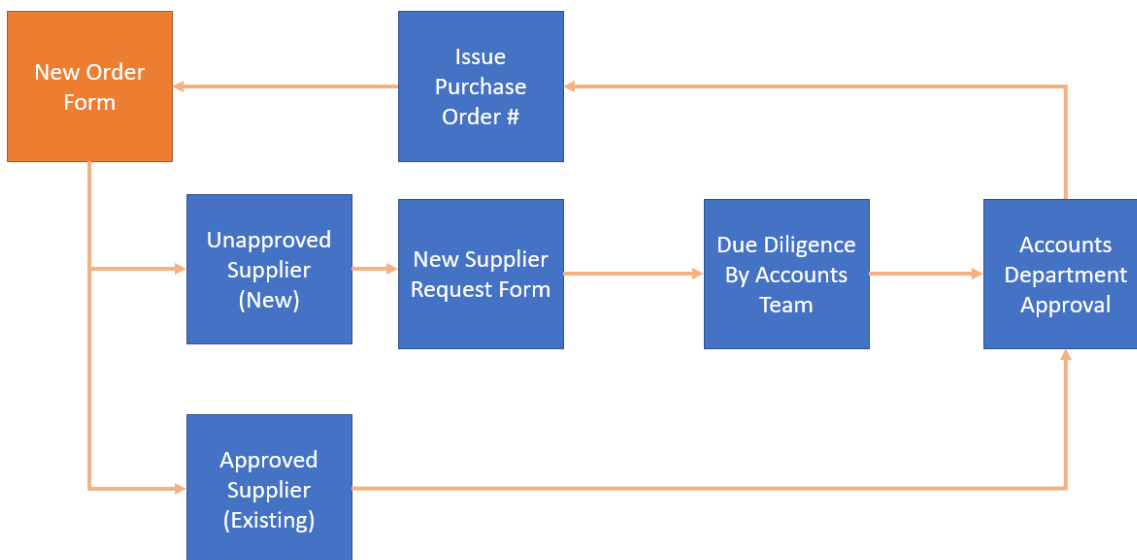 New Order
Form
Issue
Purchase
Order #
Unapproved
Supplier
(New)
New Supplier
Request Form
Due Diligence
By Accounts
Team
Accounts
Department
Approval
Approved
Supplier
(Existing)